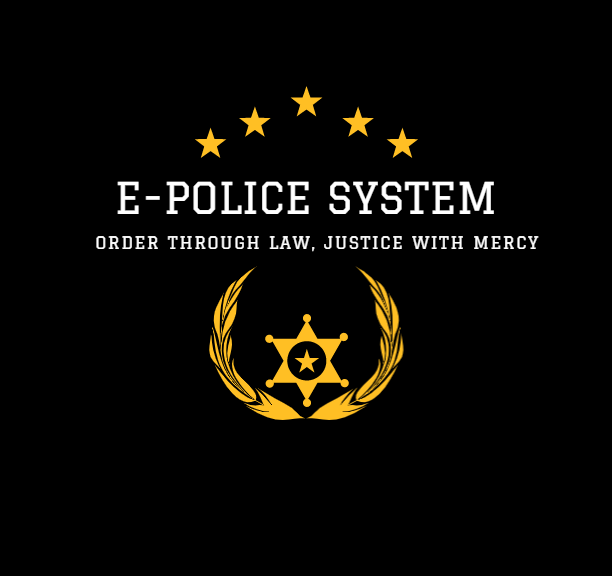 E-POLICE SYSTEM
ORDER THROUGH LAW, JUSTICE WITH MERCY